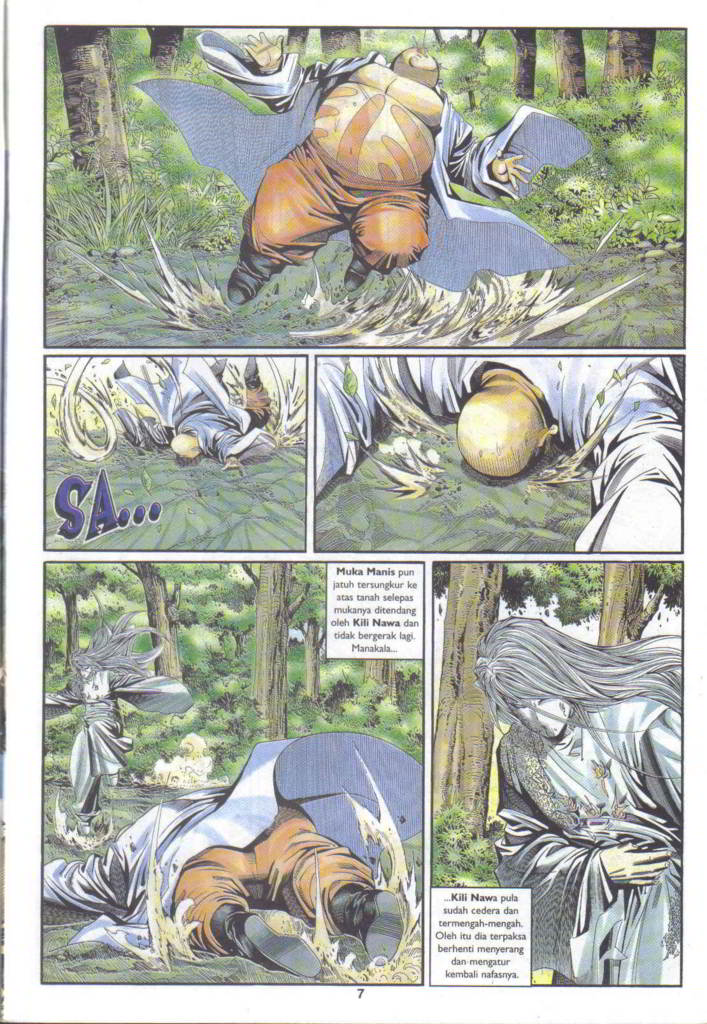 SA...
Muka Manis pun
jatuh tersungkur ke
atas tanah selepas
mukanya ditendang
oleh Kili Nawa dan
tidak bergerak lagi.
Manakala...
...Kili Nawa pula
sudah cedera dan
termengah-mengah.
Oleh itu dia terpaksa
berhenti menyerang
dan mengatur
kembali nafasnya.
7